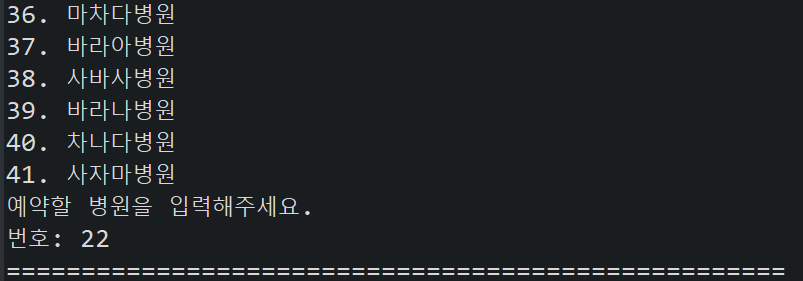 36. 마차다병원
37. 바라아병원
38. 사바사병원
39. 바라나병원
40. 차나다병원
41. 사자마병원
예약할 병원을 입력해주세요.
번호: 22
====================================================